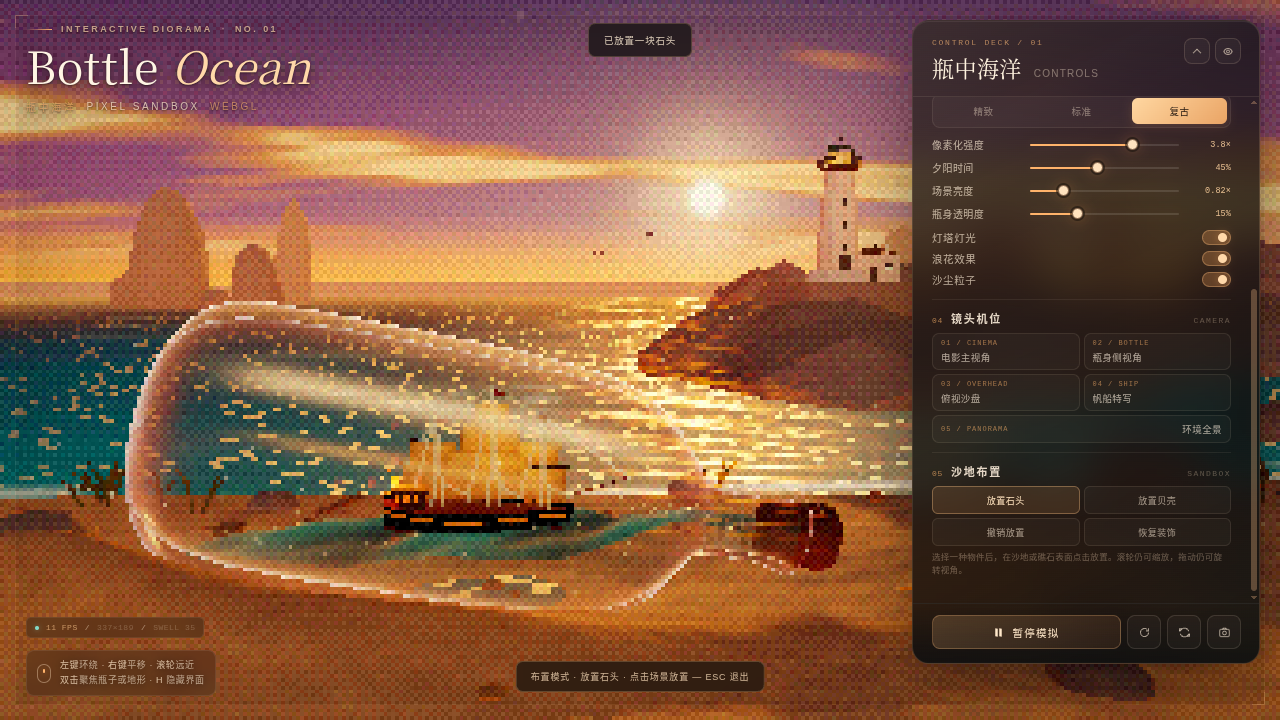 INTERACTIVE DIORAMA · NO. 01
Bottle Ocean
瓶中海洋 · PIXEL SANDBOX WEBGL
已放置一块石头
CONTROL DECK / 01
瓶中海洋 CONTROLS
精致
标准
复古
像素化强度 3.8×
夕阳时间 45%
场景亮度 0.82×
瓶身透明度 15%
灯塔灯光
浪花效果
沙尘粒子
04 镜头机位 CAMERA
01 / CINEMA
电影主视角
02 / BOTTLE
瓶身侧视角
03 / OVERHEAD
俯视沙盘
04 / SHIP
帆船特写
05 / PANORAMA 环境全景
05 沙地布置 SANDBOX
放置石头
放置贝壳
撤销放置
恢复装饰
选择一种物件后，在沙地或礁石表面点击放置。滚轮仍可缩放，拖动仍可旋
转视角。
暂停模拟
11 FPS / 337×189 / SWELL 35
左键环绕 · 右键平移 · 滚轮远近
双击聚焦瓶子或地形 · H 隐藏界面
布置模式 · 放置石头 · 点击场景放置 — ESC 退出